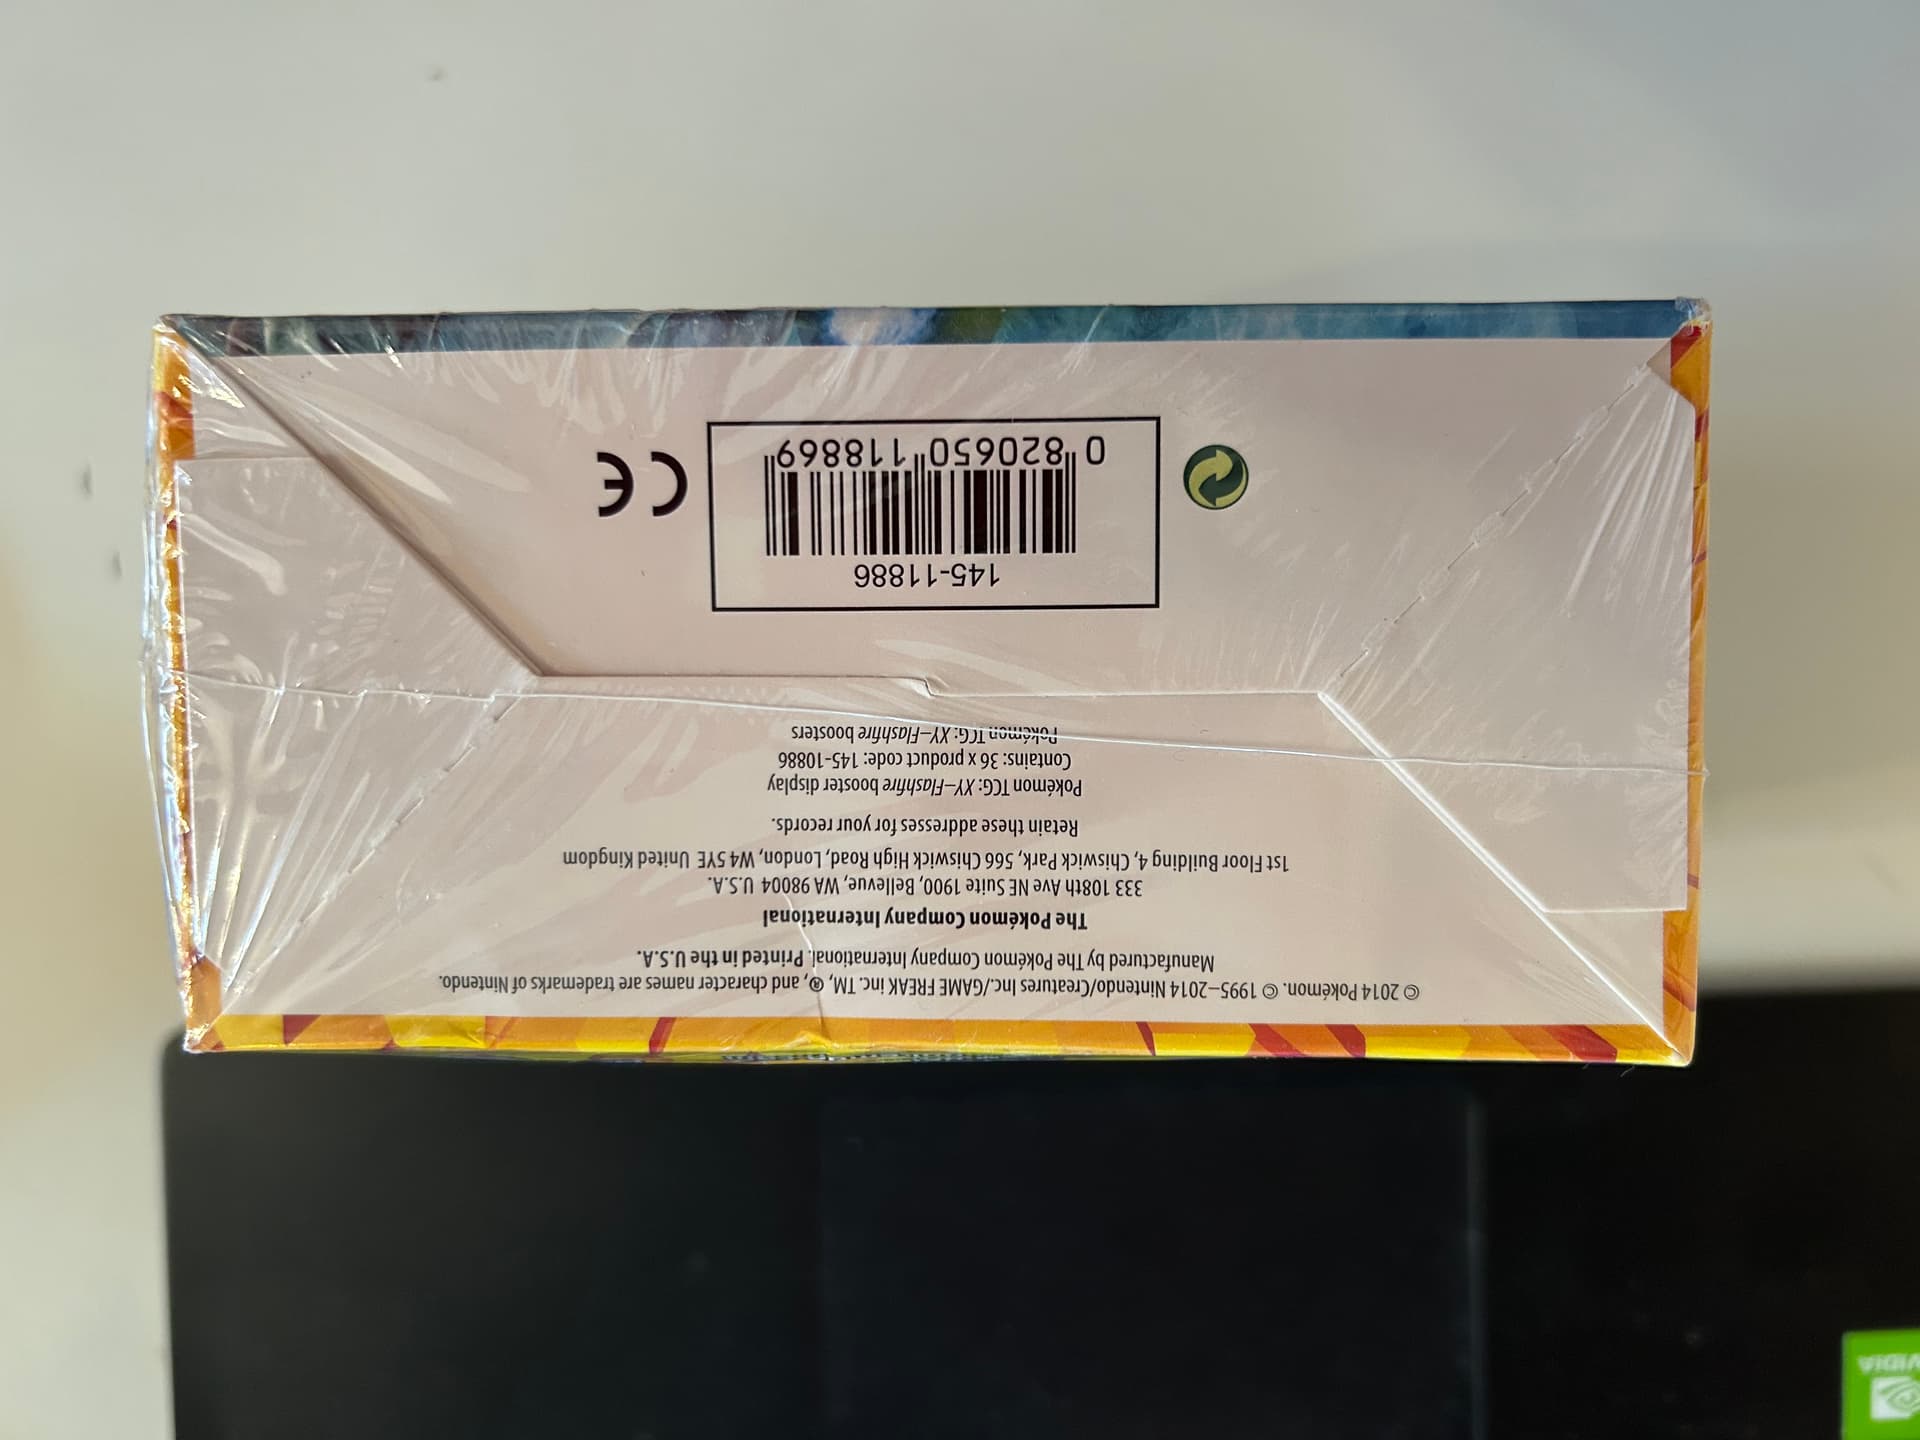 © 2014 Pokémon. © 1995–2014 Nintendo/Creatures Inc./GAME FREAK inc. TM, ®, and character names are trademarks of Nintendo.
Manufactured by The Pokémon Company International. Printed in the U.S.A.
The Pokémon Company International
333 108th Ave NE Suite 1900, Bellevue, WA 98004 U.S.A.
1st Floor Building 4, Chiswick Park, 566 Chiswick High Road, London, W4 5YE United Kingdom
Retain these addresses for your records.
Pokémon TCG: XY–Flashfire booster display
Contains: 36 x product code: 145-10886
Pokémon TCG: XY–Flashfire boosters
145-11886
0 820650 118869
CE